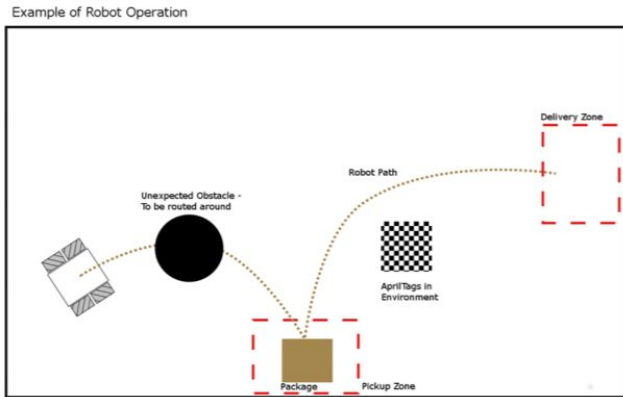 Example of Robot Operation
Delivery Zone
Robot Path
Unexpected Obstacle -
To be routed around
AprilTags in
Environment
Package
Pickup Zone